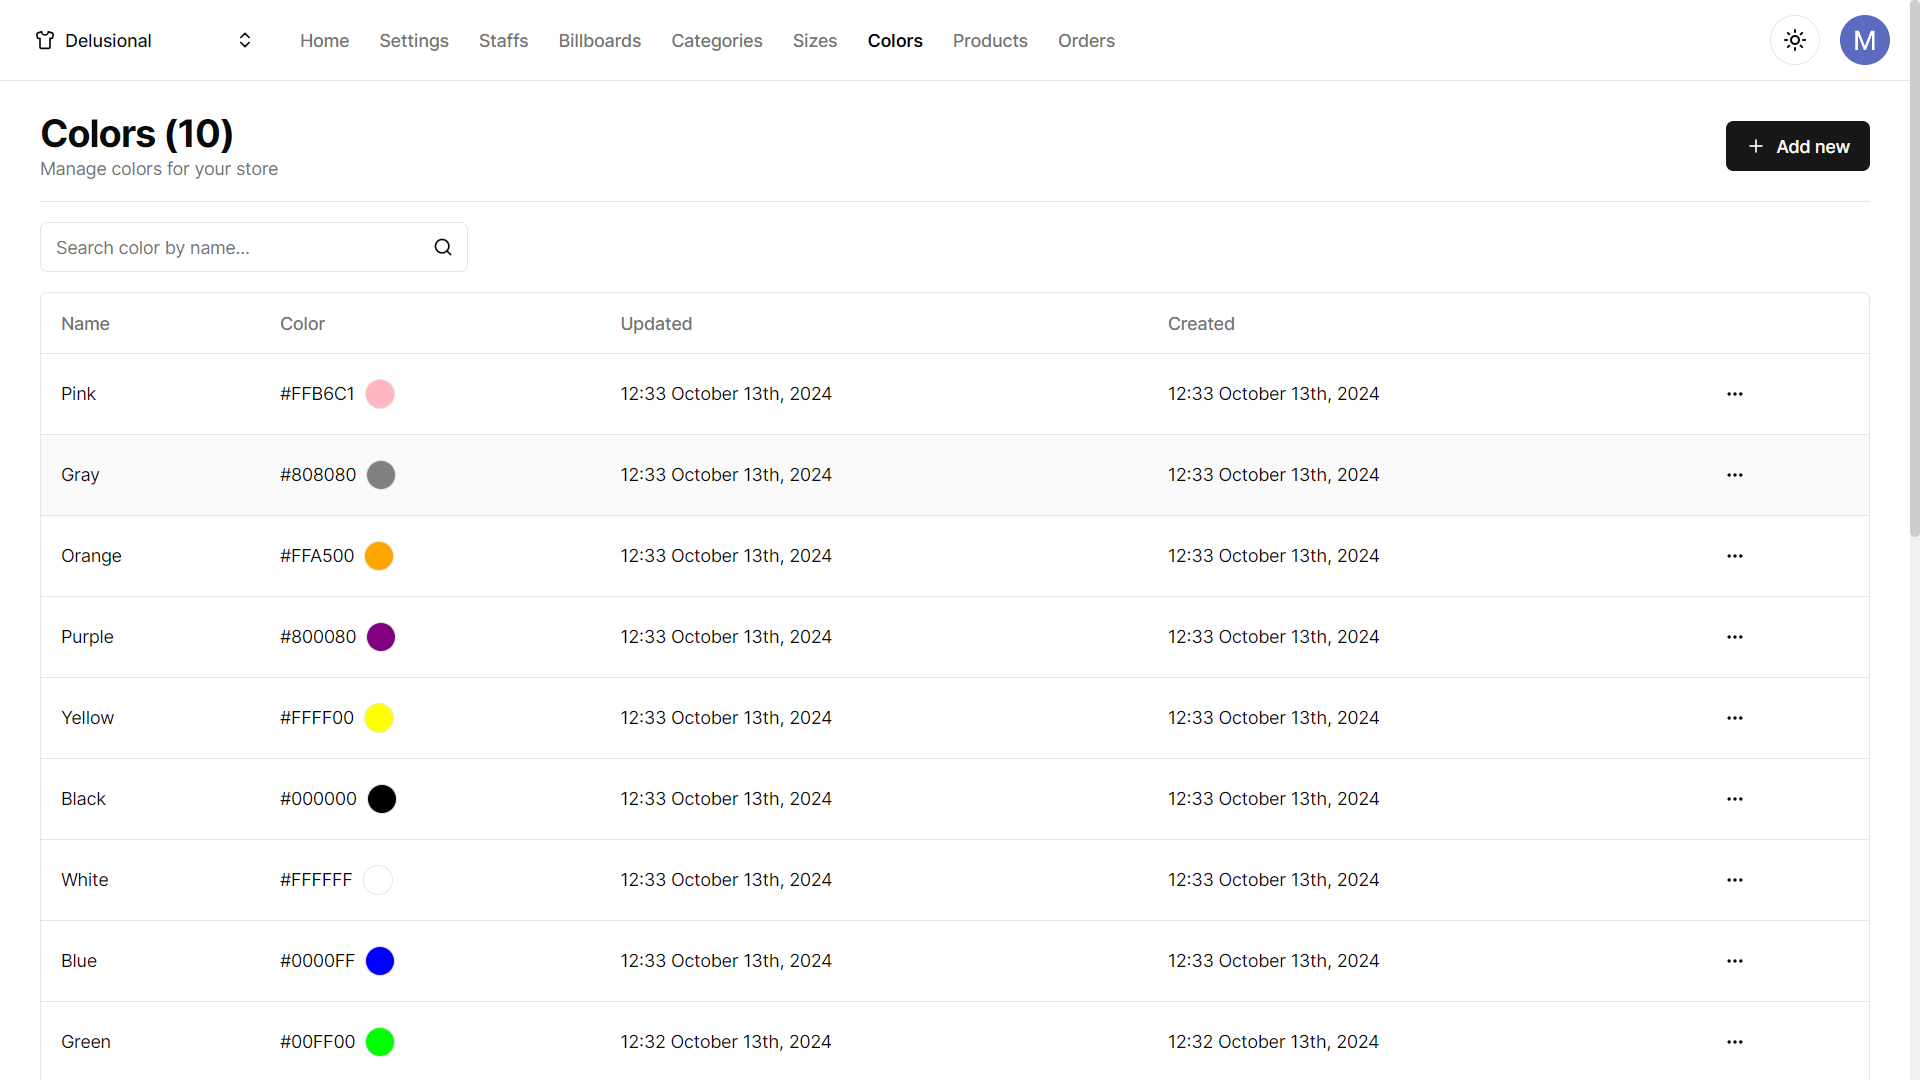 Delusional Home Settings Staffs Billboards Categories Sizes Colors Products Orders M
Colors (10)
Manage colors for your store
Add new
Search color by name...
Name Color Updated Created
Pink #FFB6C1 12:33 October 13th, 2024 12:33 October 13th, 2024
Gray #808080 12:33 October 13th, 2024 12:33 October 13th, 2024
Orange #FFA500 12:33 October 13th, 2024 12:33 October 13th, 2024
Purple #800080 12:33 October 13th, 2024 12:33 October 13th, 2024
Yellow #FFFF00 12:33 October 13th, 2024 12:33 October 13th, 2024
Black #000000 12:33 October 13th, 2024 12:33 October 13th, 2024
White #FFFFFF 12:33 October 13th, 2024 12:33 October 13th, 2024
Blue #0000FF 12:33 October 13th, 2024 12:33 October 13th, 2024
Green #00FF00 12:32 October 13th, 2024 12:32 October 13th, 2024